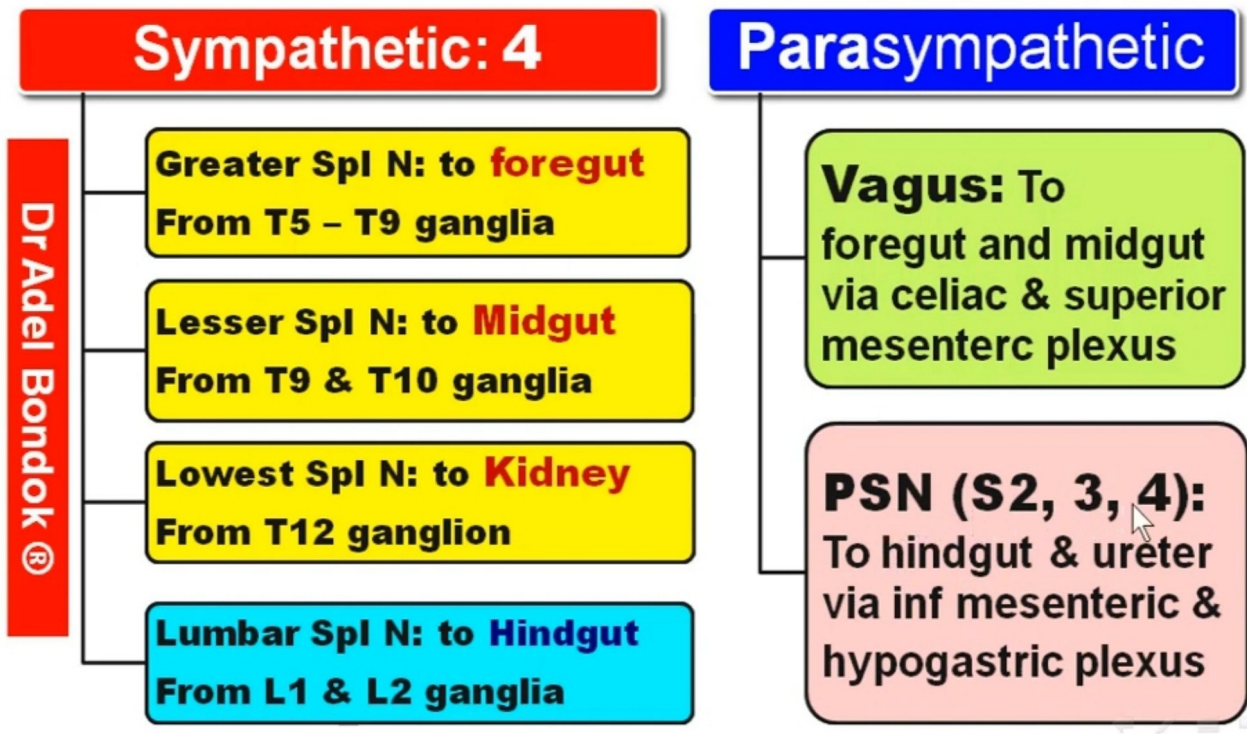 Sympathetic: 4
Dr Adel Bondok ®
Greater Spl N: to foregut
From T5 – T9 ganglia
Lesser Spl N: to Midgut
From T9 & T10 ganglia
Lowest Spl N: to Kidney
From T12 ganglion
Lumbar Spl N: to Hindgut
From L1 & L2 ganglia
Parasympathetic
Vagus: To
foregut and midgut
via celiac & superior
mesenterc plexus
PSN (S2, 3, 4):
To hindgut & ureter
via inf mesenteric &
hypogastric plexus